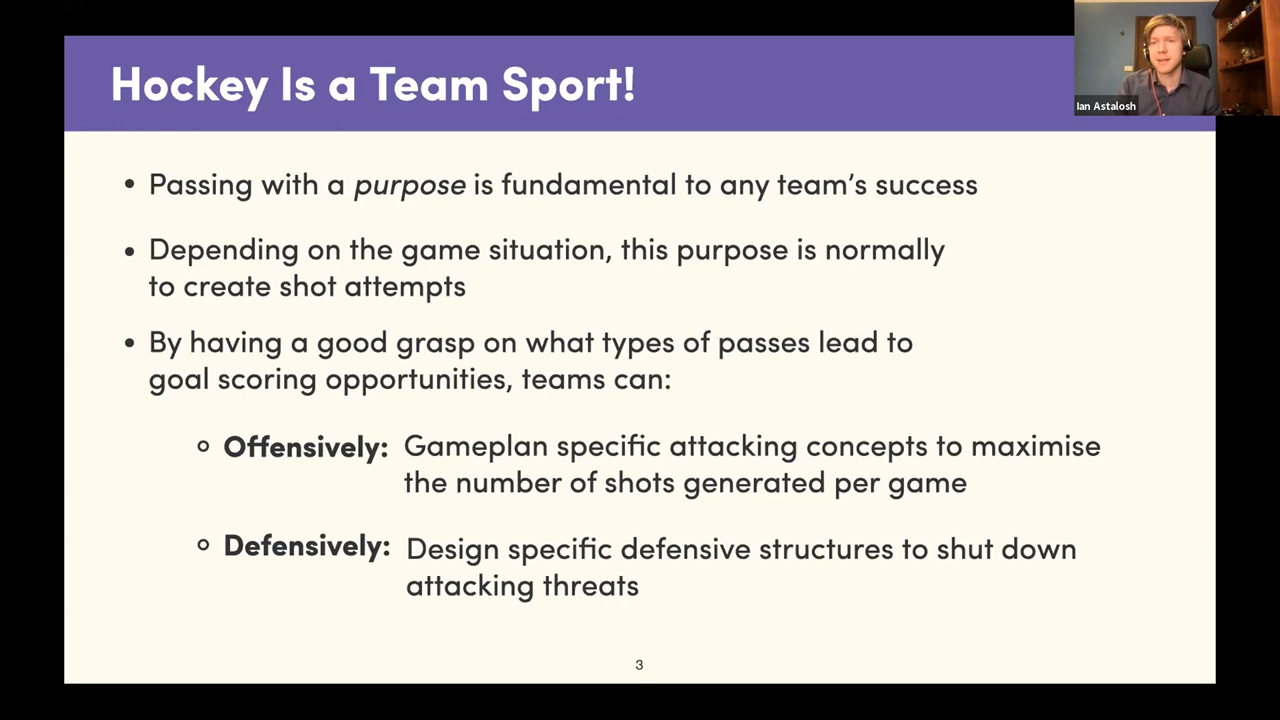 Hockey Is a Team Sport!
Ian Astalosh
• Passing with a purpose is fundamental to any team's success
• Depending on the game situation, this purpose is normally
to create shot attempts
• By having a good grasp on what types of passes lead to
goal scoring opportunities, teams can:
Offensively: Gameplan specific attacking concepts to maximise
the number of shots generated per game
Defensively: Design specific defensive structures to shut down
attacking threats
3